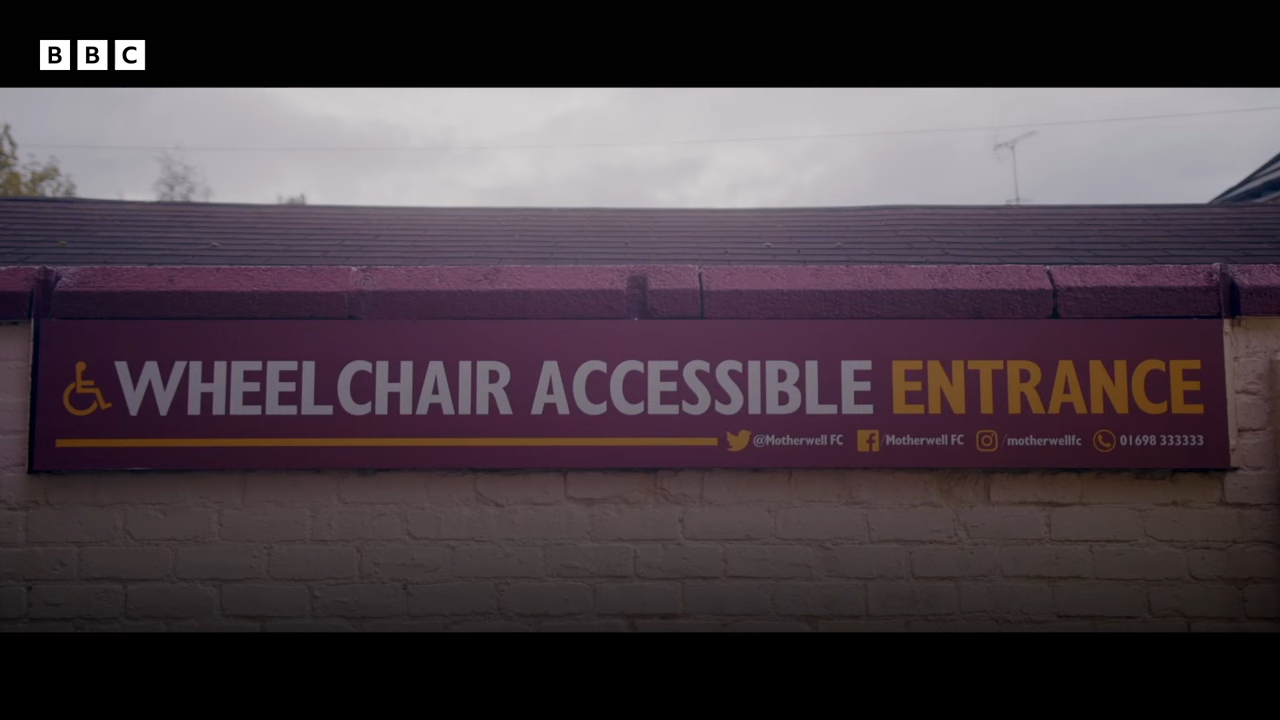 BBC
WHEELCHAIR ACCESSIBLE ENTRANCE
@Motherwell FC /Motherwell FC /motherwellfc 01698 333333